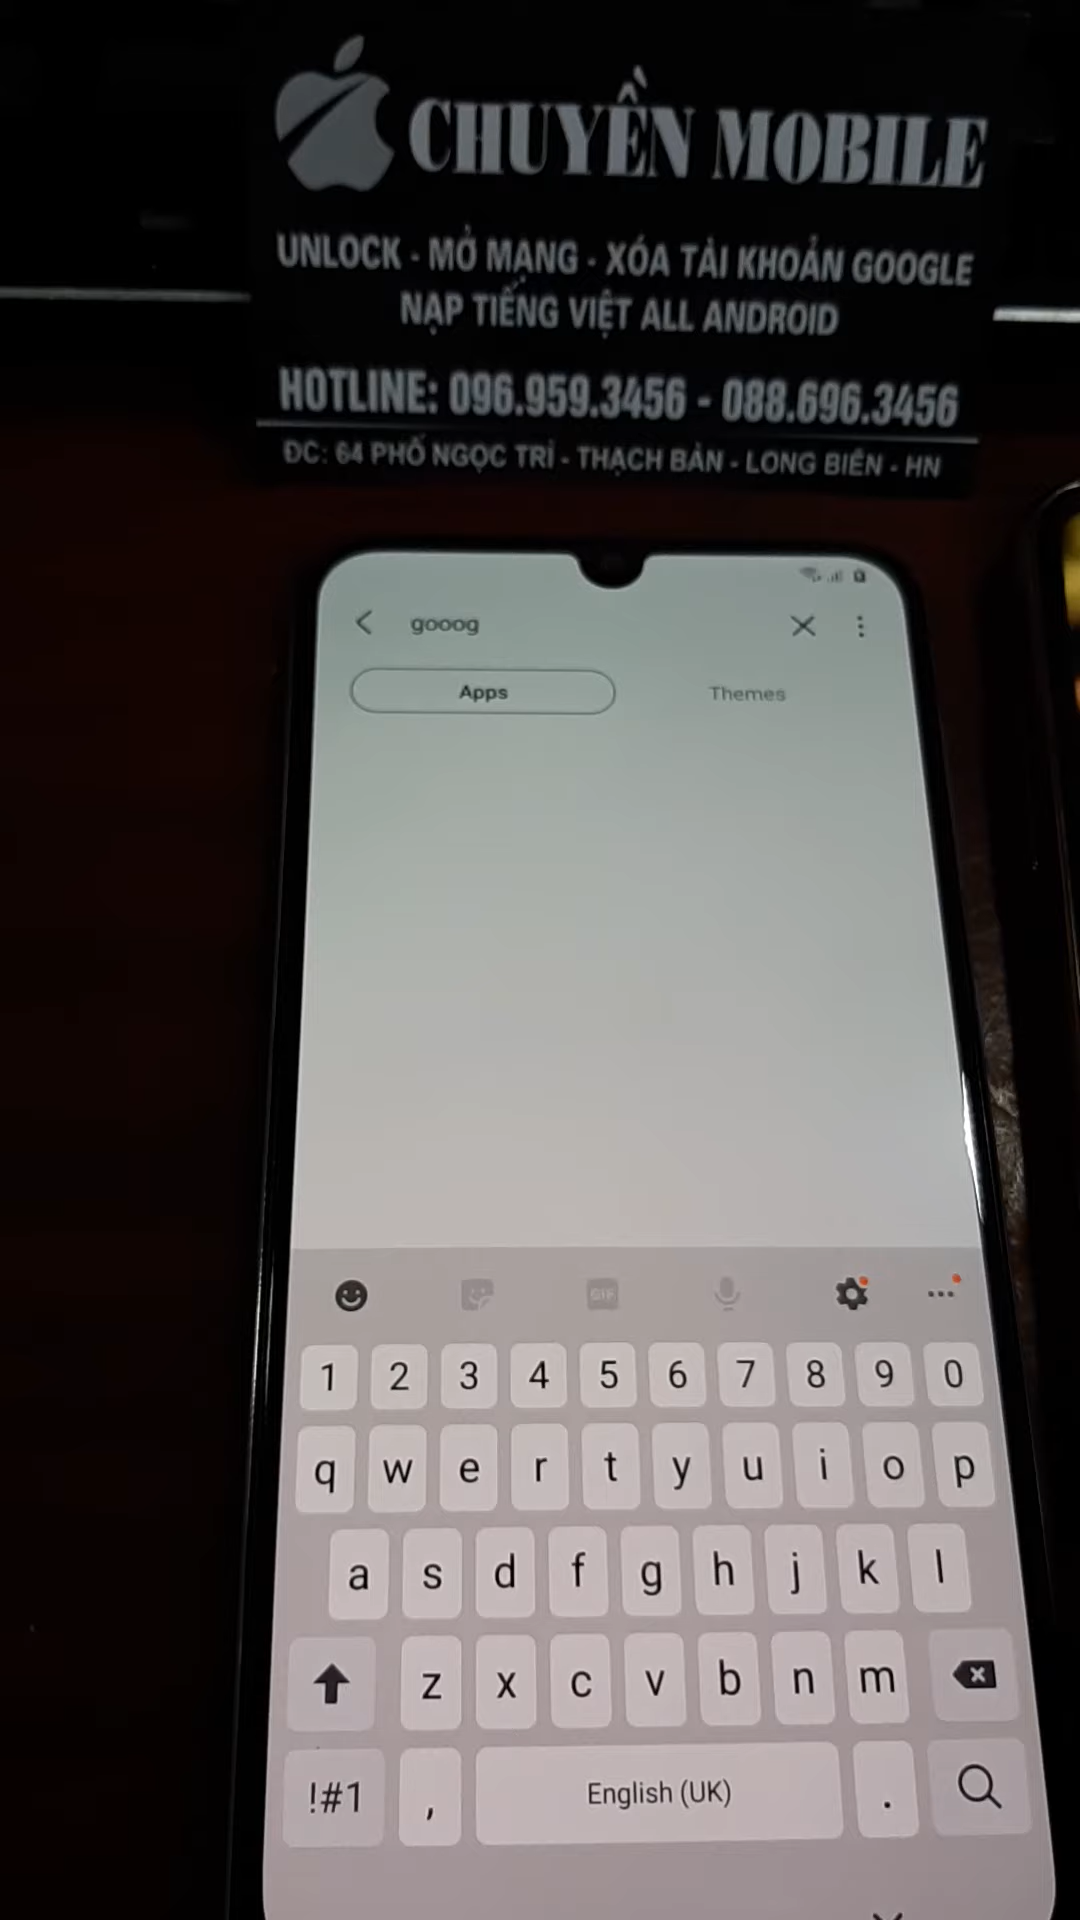 CHUYỀN MOBILE
UNLOCK - MỞ MẠNG - XÓA TÀI KHOẢN GOOGLE
NẠP TIẾNG VIỆT ALL ANDROID
HOTLINE: 096.959.3456 - 088.696.3456
ĐC: 64 PHỐ NGỌC TRÌ - THẠCH BÀN - LONG BIÊN - HN
gooog
Apps Themes
GIF
1 2 3 4 5 6 7 8 9 0
q w e r t y u i o p
a s d f g h j k l
z x c v b n m
!#1 , English (UK) .